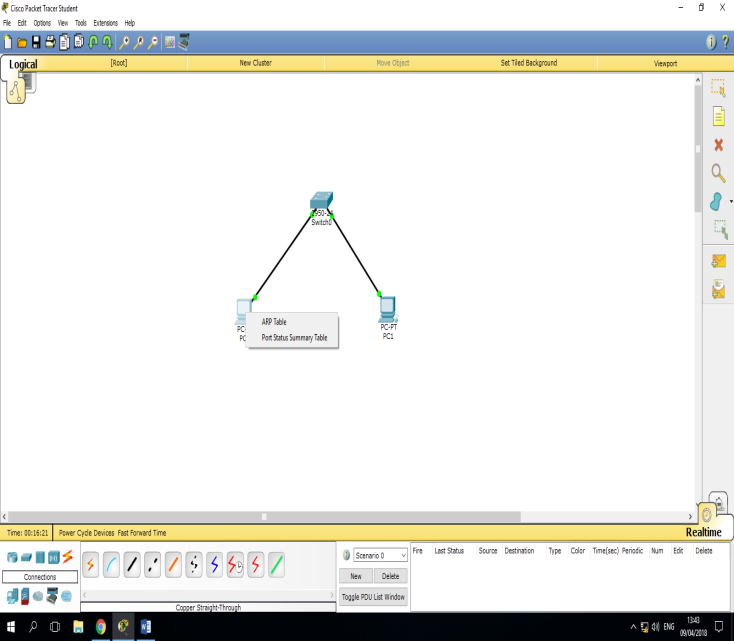 Cisco Packet Tracer Student
File Edit Options View Tools Extensions Help
Logical [Root] New Cluster Move Object Set Tiled Background Viewport
2950-24
Switch0
ARP Table
Port Status Summary Table
PC-PT
PC1
Time: 00:16:21 Power Cycle Devices Fast Forward Time Realtime
Connections
Copper Straight-Through
Scenario 0
New Delete
Toggle PDU List Window
Fire Last Status Source Destination Type Color Time(sec) Periodic Num Edit Delete
ENG
13:43
09/04/2018